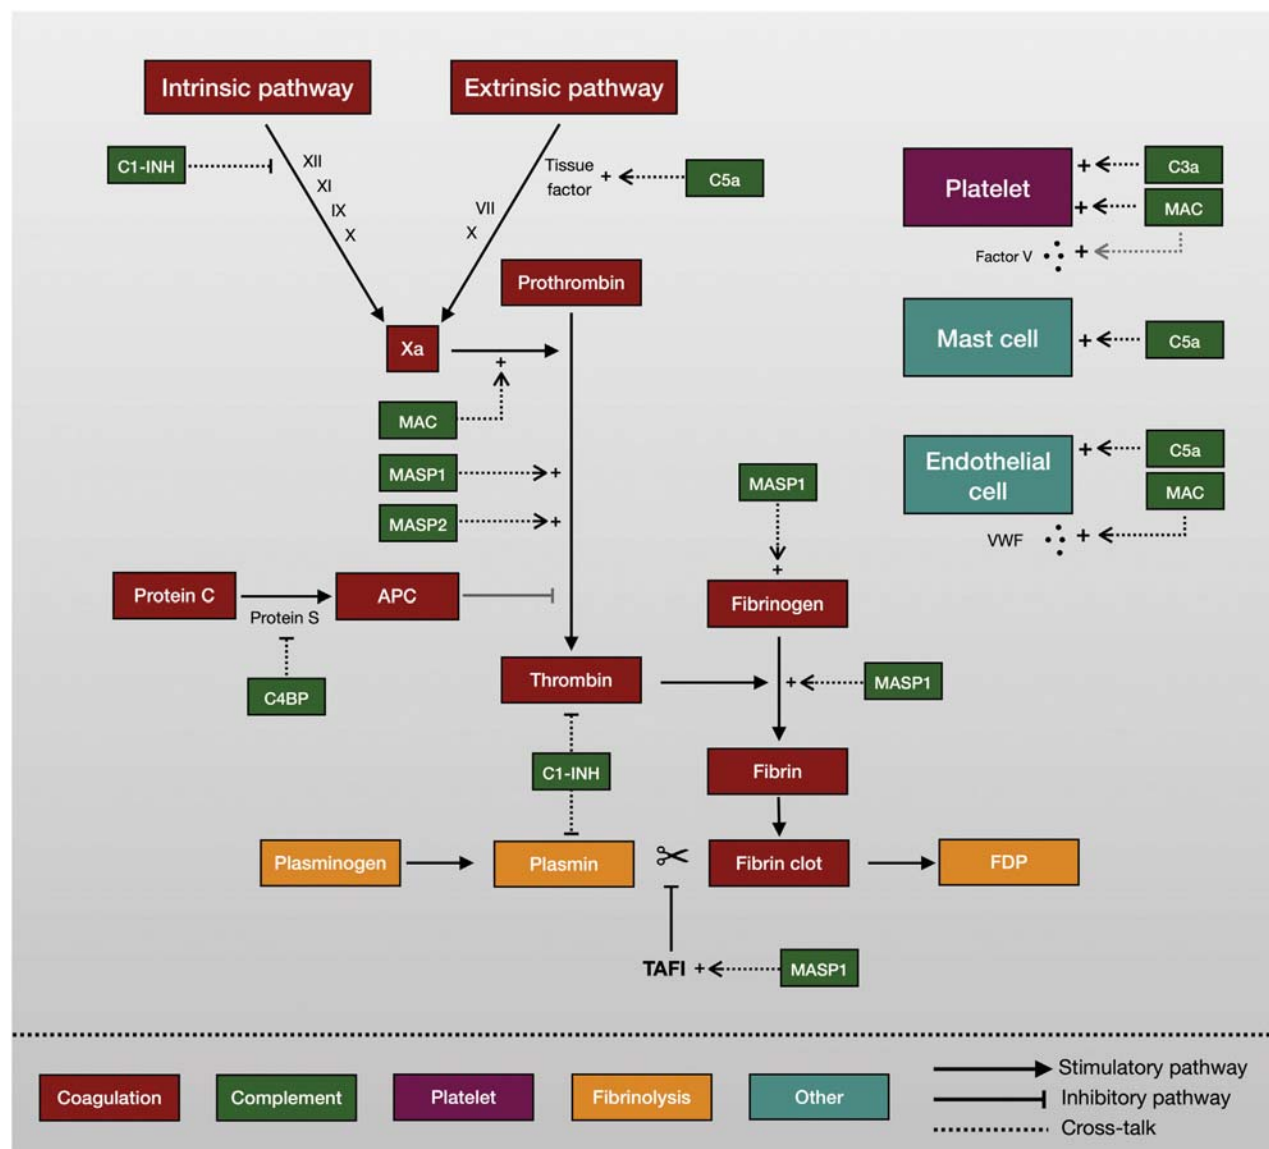 Intrinsic pathway
Extrinsic pathway
C1-INH
XII
XI
IX
X
Tissue
factor
+
C5a
VII
X
Platelet
+
C3a
+
MAC
Factor V
+
Prothrombin
Xa
+
MAC
MASP1
+
MASP2
+
Mast cell
+
C5a
Endothelial
cell
+
C5a
MAC
VWF
+
MASP1
+
Protein C
Protein S
APC
C4BP
Fibrinogen
Thrombin
+
MASP1
C1-INH
Fibrin
Plasminogen
Plasmin
Fibrin clot
FDP
TAFI
+
MASP1
Coagulation
Complement
Platelet
Fibrinolysis
Other
Stimulatory pathway
Inhibitory pathway
Cross-talk